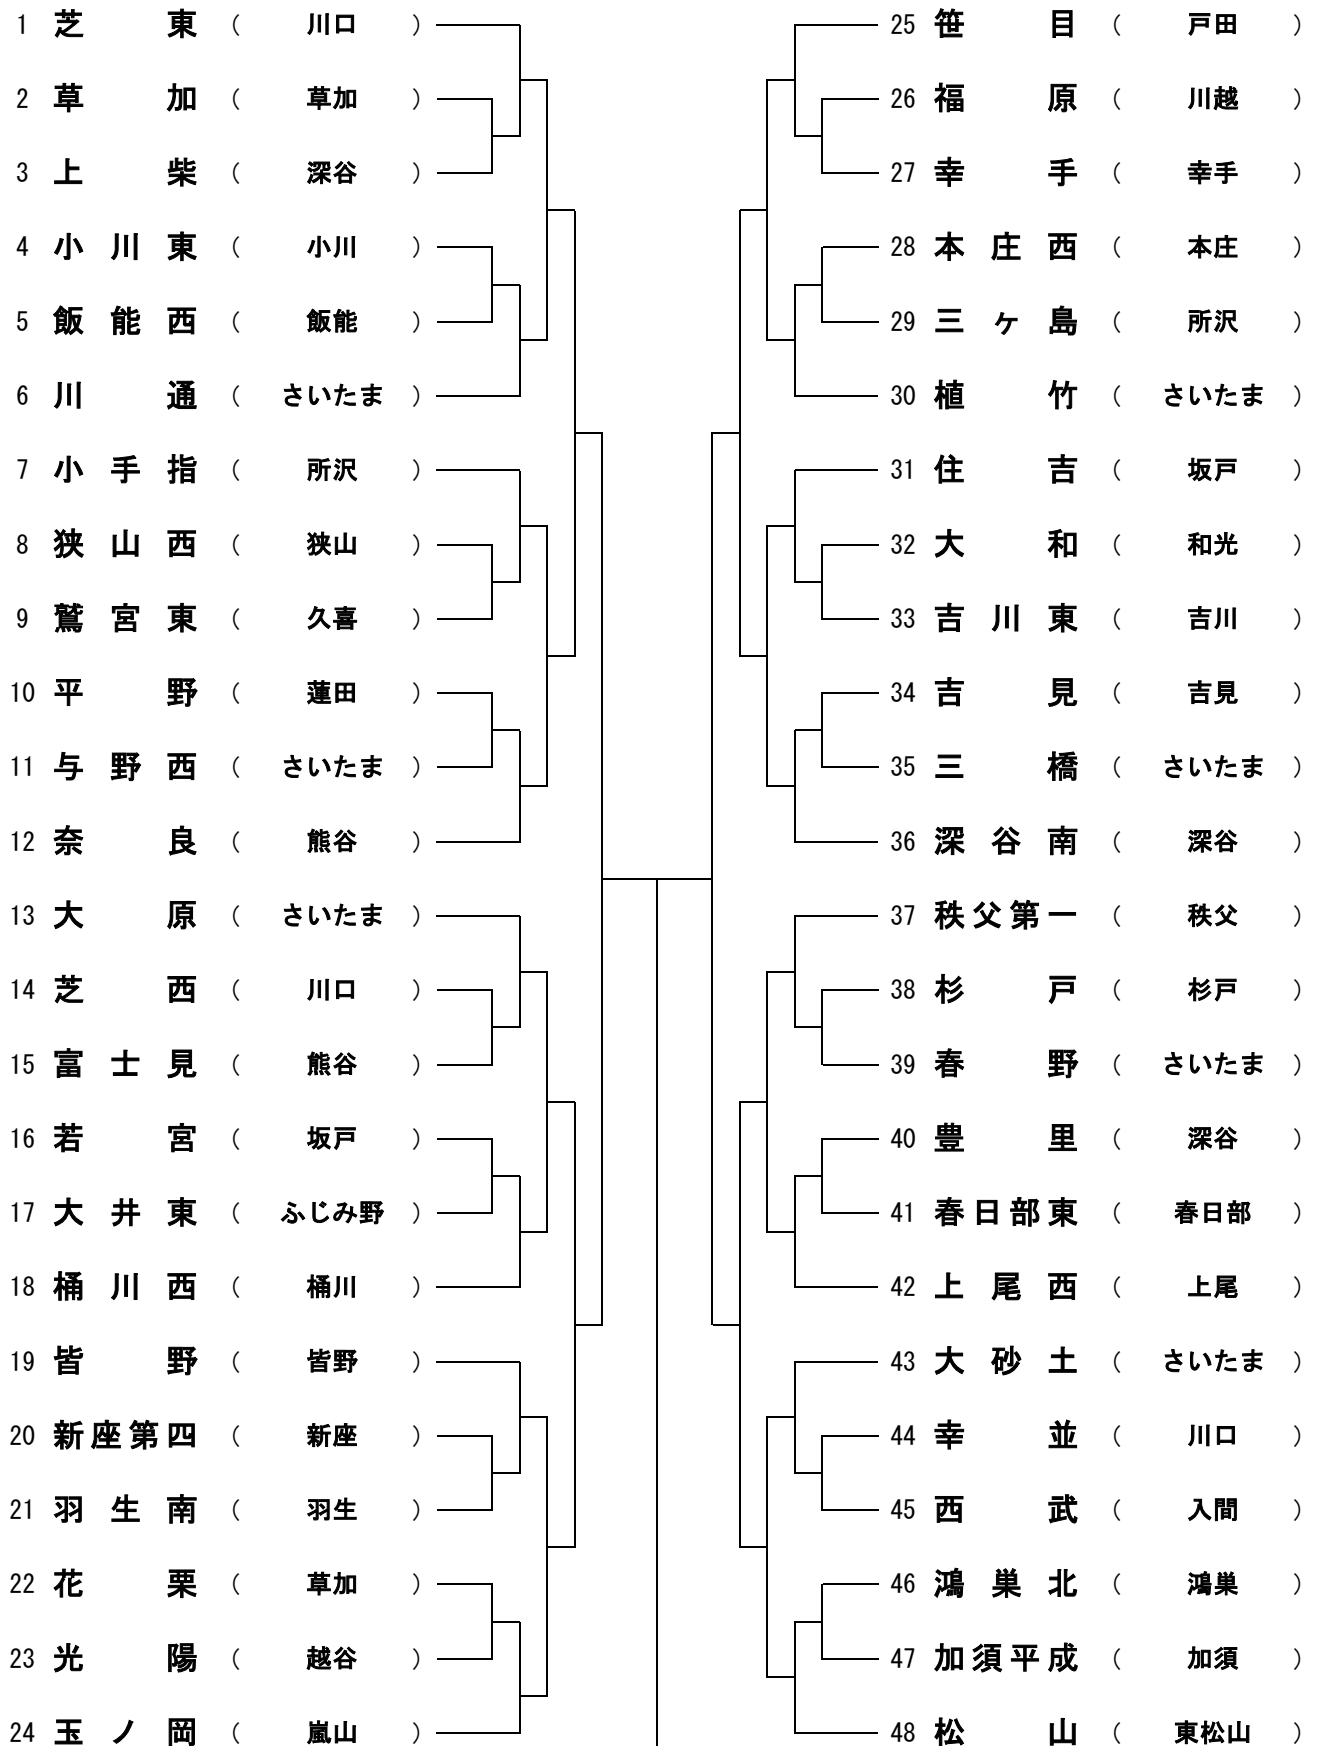 1 芝東 （ 川口 ）
2 草加 （ 草加 ）
3 上柴 （ 深谷 ）
4 小川東 （ 小川 ）
5 飯能西 （ 飯能 ）
6 川通 （ さいたま ）
7 小手指 （ 所沢 ）
8 狭山西 （ 狭山 ）
9 鷲宮東 （ 久喜 ）
10 平野 （ 蓮田 ）
11 与野西 （ さいたま ）
12 奈良 （ 熊谷 ）
13 大原 （ さいたま ）
14 芝西 （ 川口 ）
15 富士見 （ 熊谷 ）
16 若宮 （ 坂戸 ）
17 大井東 （ ふじみ野 ）
18 桶川西 （ 桶川 ）
19 皆野 （ 皆野 ）
20 新座第四 （ 新座 ）
21 羽生南 （ 羽生 ）
22 花栗 （ 草加 ）
23 光陽 （ 越谷 ）
24 玉ノ岡 （ 嵐山 ）
25 笹目 （ 戸田 ）
26 福原 （ 川越 ）
27 幸手 （ 幸手 ）
28 本庄西 （ 本庄 ）
29 三ヶ島 （ 所沢 ）
30 植竹 （ さいたま ）
31 住吉 （ 坂戸 ）
32 大和 （ 和光 ）
33 吉川東 （ 吉川 ）
34 吉見 （ 吉見 ）
35 三橋 （ さいたま ）
36 深谷南 （ 深谷 ）
37 秩父第一 （ 秩父 ）
38 杉戸 （ 杉戸 ）
39 春野 （ さいたま ）
40 豊里 （ 深谷 ）
41 春日部東 （ 春日部 ）
42 上尾西 （ 上尾 ）
43 大砂土 （ さいたま ）
44 幸並 （ 川口 ）
45 西武 （ 入間 ）
46 鴻巣北 （ 鴻巣 ）
47 加須平成 （ 加須 ）
48 松山 （ 東松山 ）